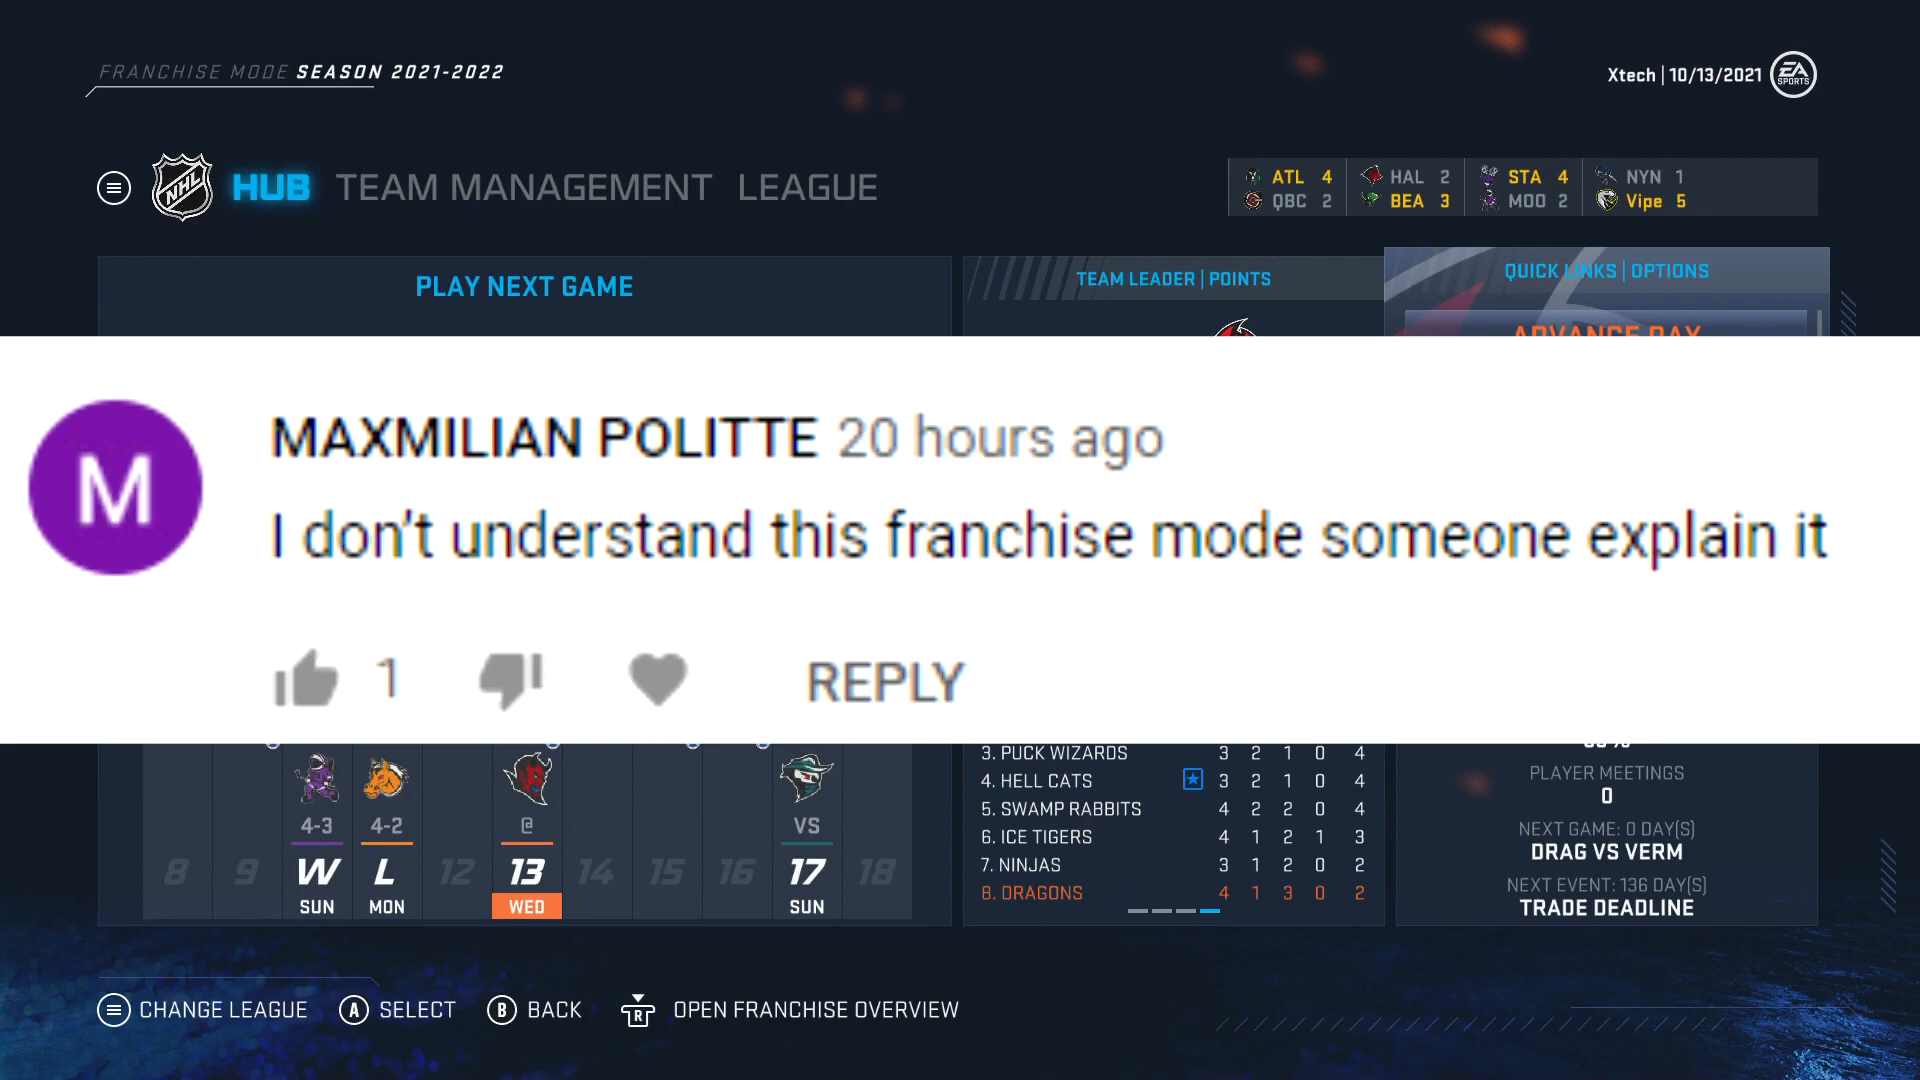 FRANCHISE MODE SEASON 2021-2022
Xtech | 10/13/2021
EA SPORTS
NHL
HUB TEAM MANAGEMENT LEAGUE
ATL 4 HAL 2 STA 4 NYN 1
QBC 2 BEA 3 MOO 2 Vipe 5
PLAY NEXT GAME
TEAM LEADER | POINTS
QUICK LINKS | OPTIONS
ADVANCE DAY
M
MAXMILIAN POLITTE 20 hours ago
I don't understand this franchise mode someone explain it
1
REPLY
4-3 4-2 @ VS
8 9 W L 12 13 14 15 16 17 18
SUN MON WED SUN
3. PUCK WIZARDS 3 2 1 0 4
4. HELL CATS 3 2 1 0 4
5. SWAMP RABBITS 4 2 2 0 4
6. ICE TIGERS 4 1 2 1 3
7. NINJAS 3 1 2 0 2
8. DRAGONS 4 1 3 0 2
PLAYER MEETINGS
0
NEXT GAME: 0 DAY(S)
DRAG VS VERM
NEXT EVENT: 136 DAY(S)
TRADE DEADLINE
CHANGE LEAGUE A SELECT B BACK R OPEN FRANCHISE OVERVIEW